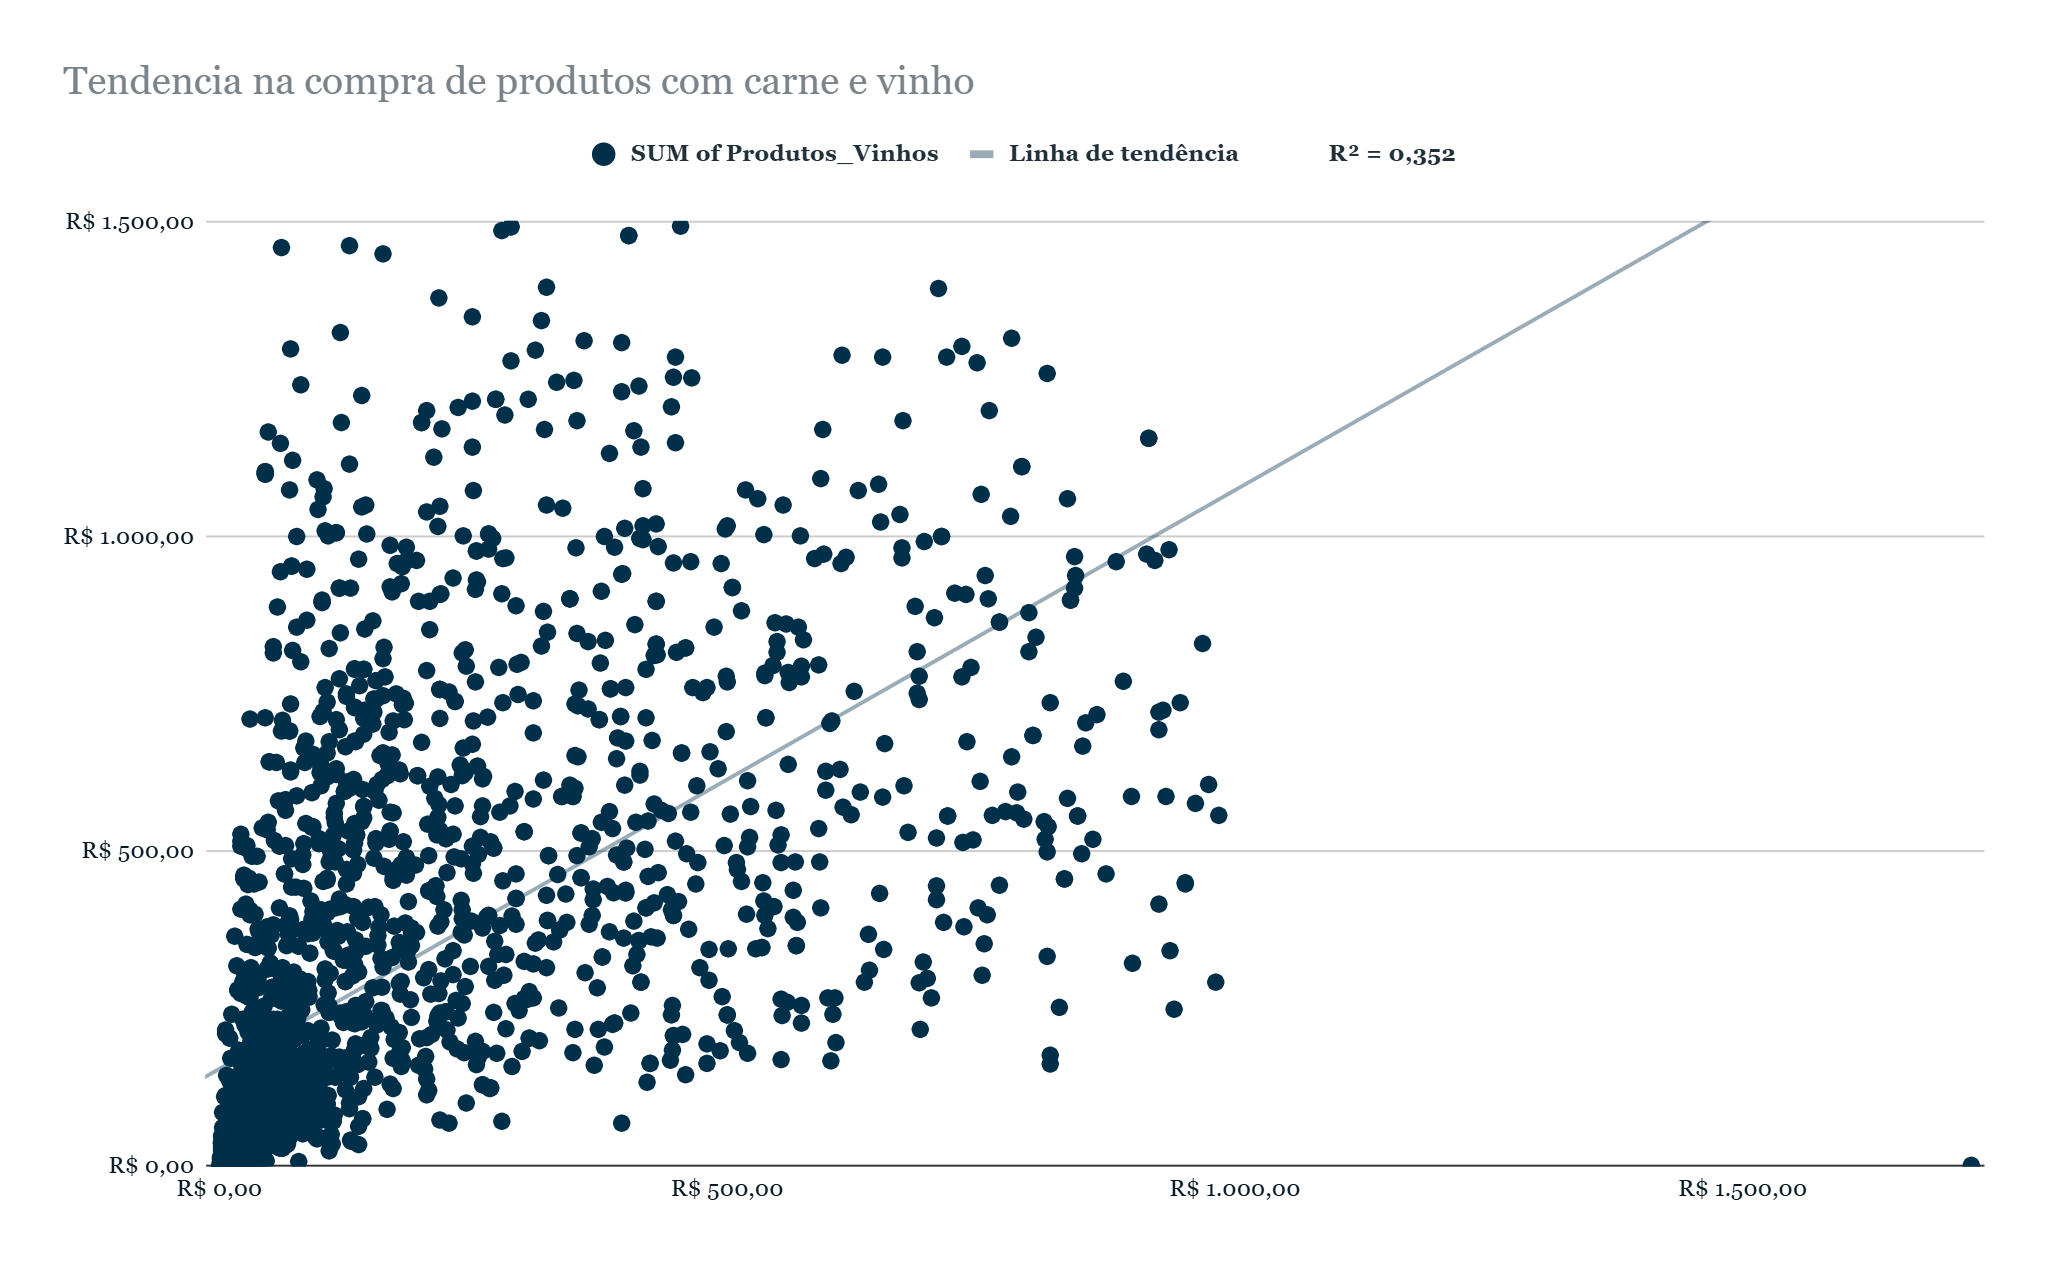 Tendencia na compra de produtos com carne e vinho
SUM of Produtos_Vinhos Linha de tendência R² = 0,352
R$ 1.500,00
R$ 1.000,00
R$ 500,00
R$ 0,00
R$ 0,00 R$ 500,00 R$ 1.000,00 R$ 1.500,00